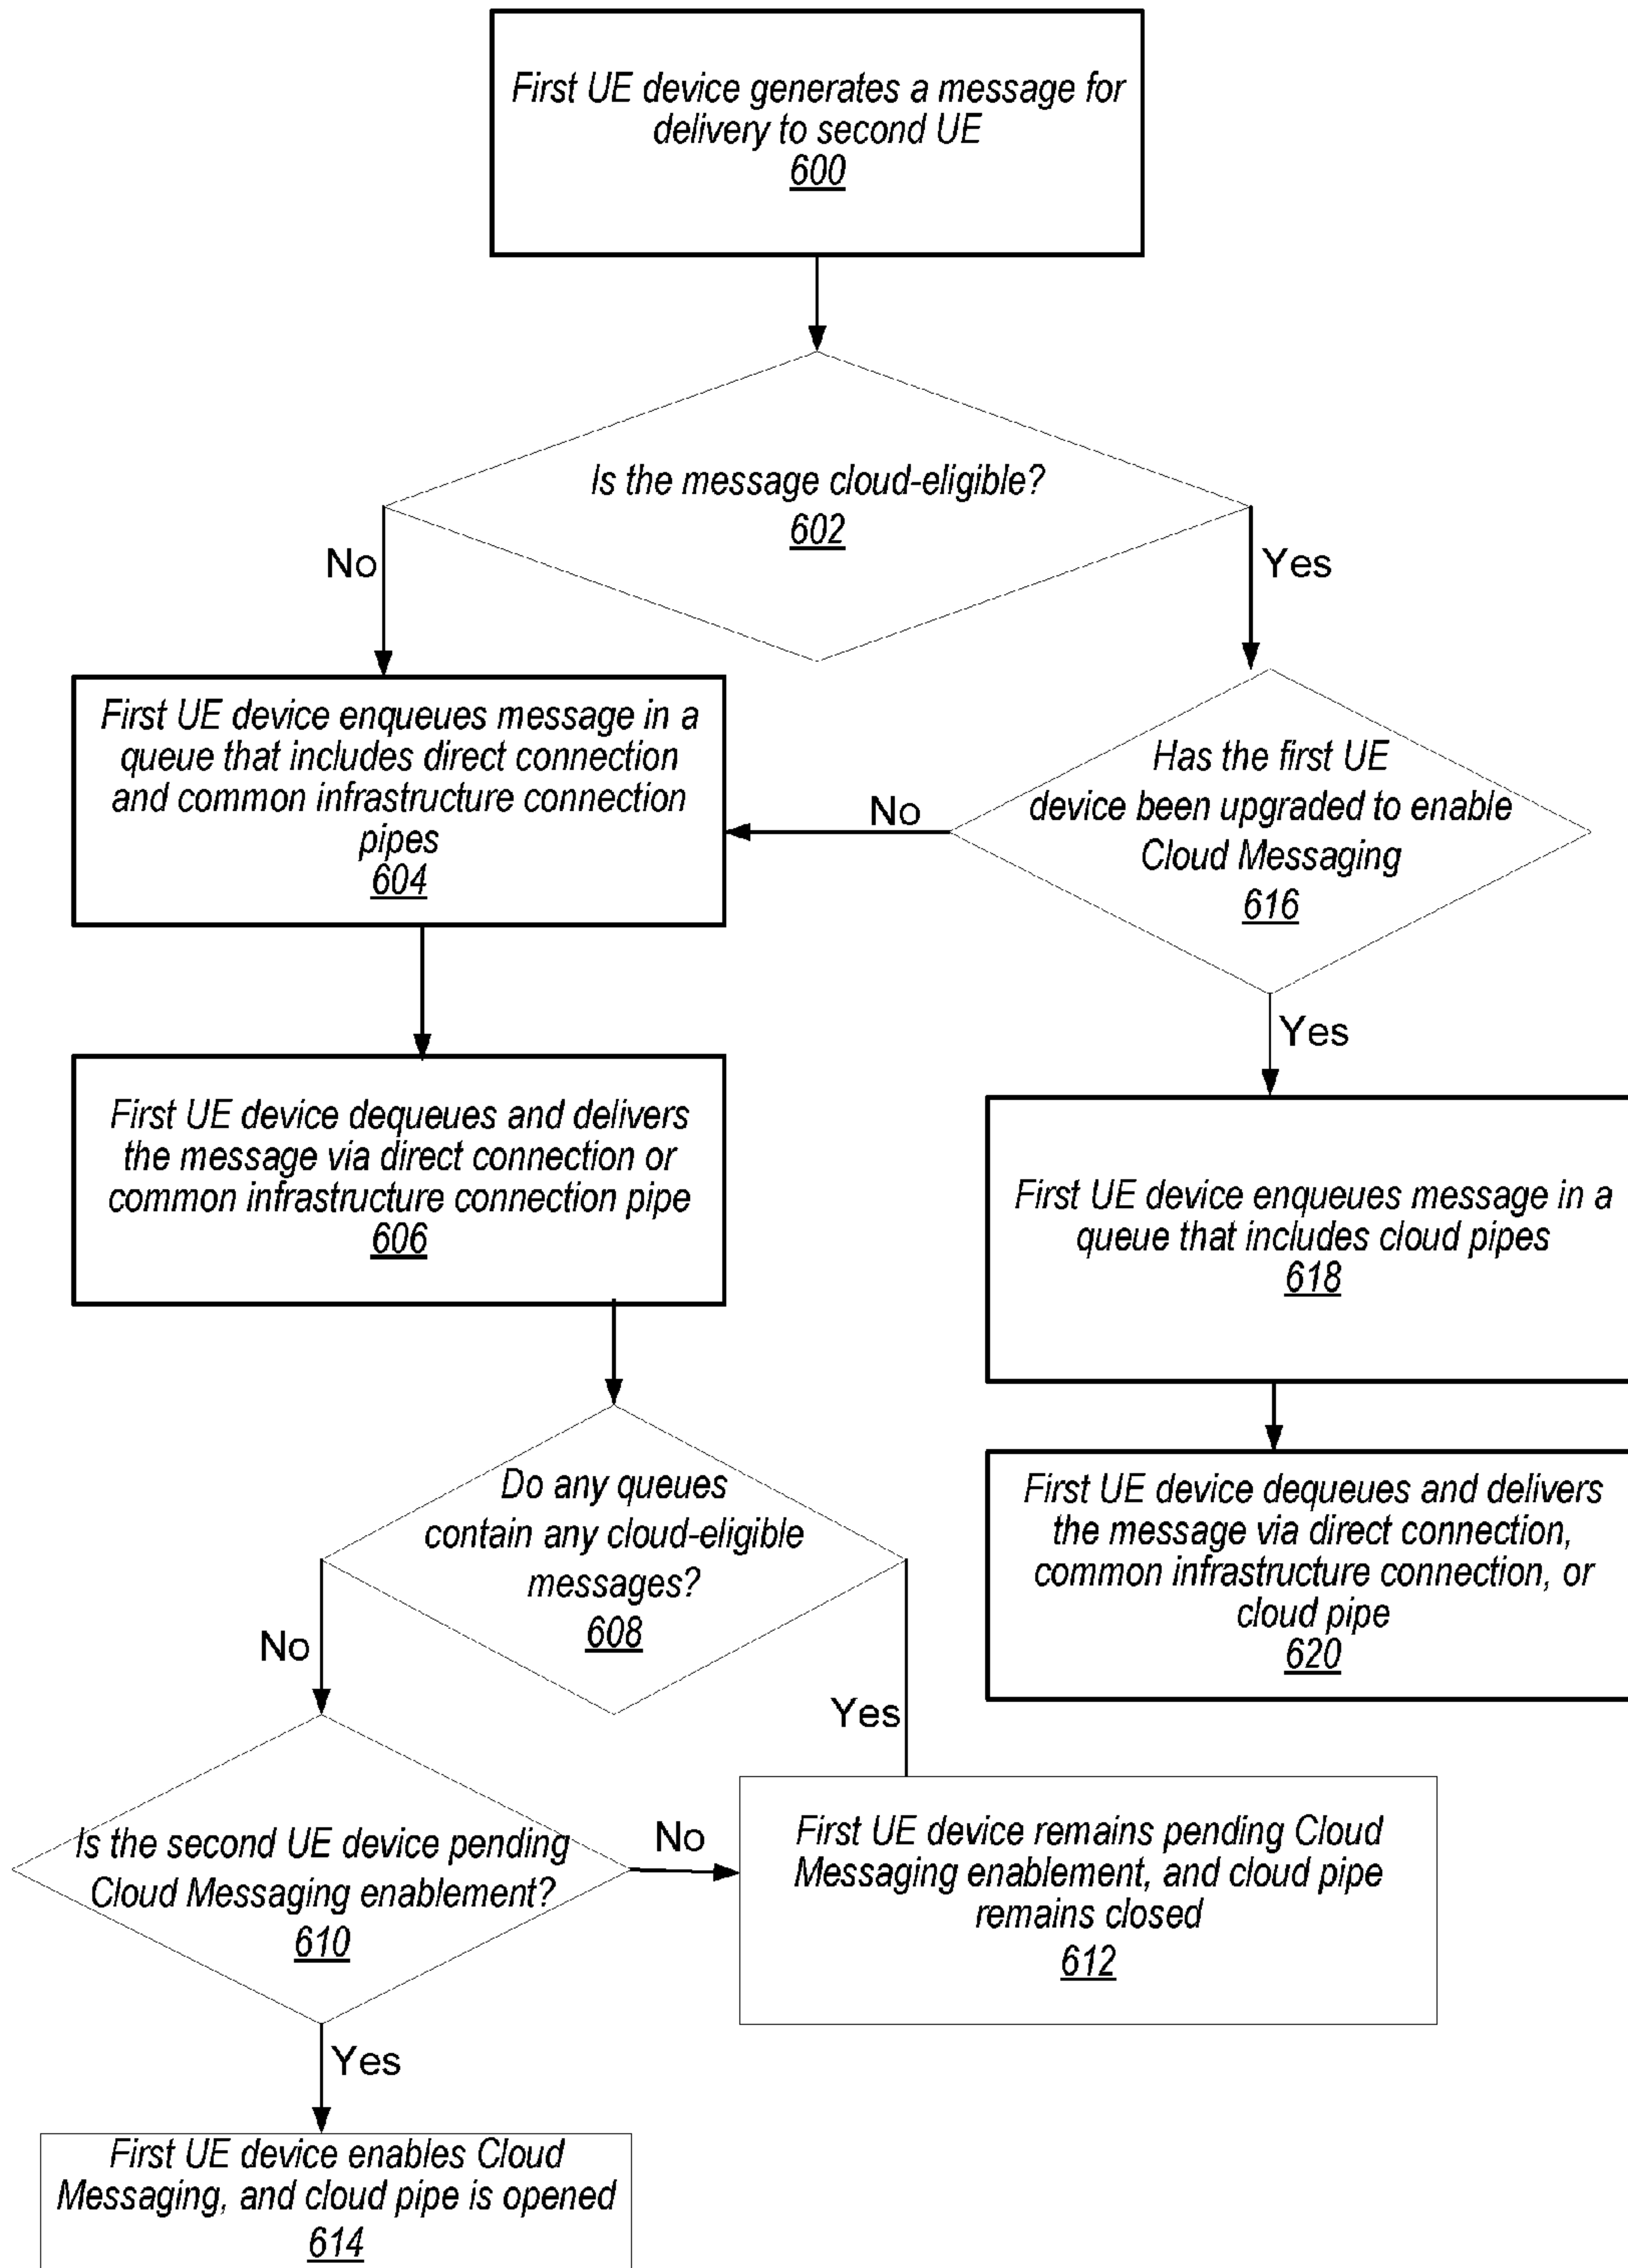 First UE device generates a message for
delivery to second UE
600
Is the message cloud-eligible?
602
No
Yes
First UE device enqueues message in a
queue that includes direct connection
and common infrastructure connection
pipes
604
No
Has the first UE
device been upgraded to enable
Cloud Messaging
616
Yes
First UE device dequeues and delivers
the message via direct connection or
common infrastructure connection pipe
606
First UE device enqueues message in a
queue that includes cloud pipes
618
Do any queues
contain any cloud-eligible
messages?
608
First UE device dequeues and delivers
the message via direct connection,
common infrastructure connection, or
cloud pipe
620
No
Yes
Is the second UE device pending
Cloud Messaging enablement?
610
No
First UE device remains pending Cloud
Messaging enablement, and cloud pipe
remains closed
612
Yes
First UE device enables Cloud
Messaging, and cloud pipe is opened
614